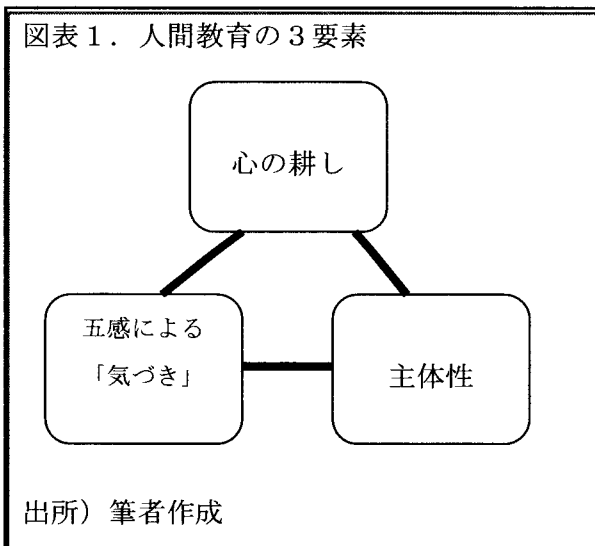 図表1．人間教育の3要素
心の耕し
五感による
「気づき」
主体性
出所）筆者作成